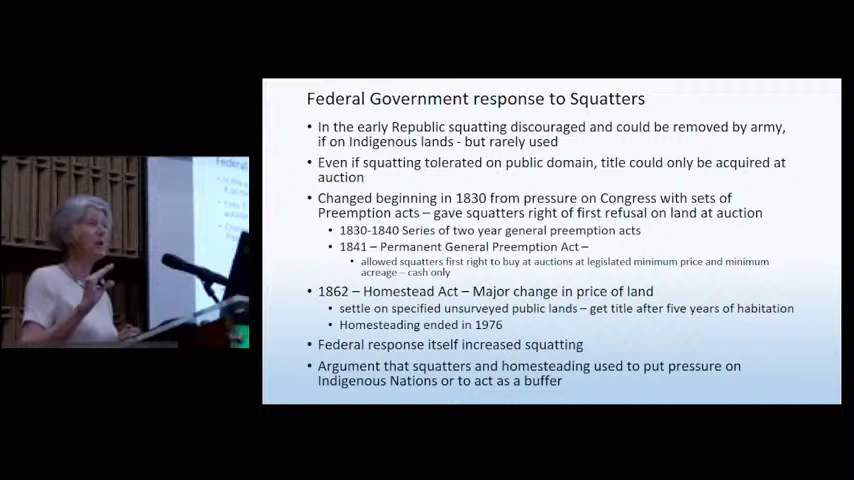 Federal Government response to Squatters
• In the early Republic squatting discouraged and could be removed by army,
if on Indigenous lands - but rarely used
• Even if squatting tolerated on public domain, title could only be acquired at
auction
• Changed beginning in 1830 from pressure on Congress with sets of
Preemption acts – gave squatters right of first refusal on land at auction
• 1830-1840 Series of two year general preemption acts
• 1841 – Permanent General Preemption Act –
• allowed squatters first right to buy at auctions at legislated minimum price and minimum
acreage – cash only
• 1862 – Homestead Act – Major change in price of land
• settle on specified unsurveyed public lands – get title after five years of habitation
• Homesteading ended in 1976
• Federal response itself increased squatting
• Argument that squatters and homesteading used to put pressure on
Indigenous Nations or to act as a buffer